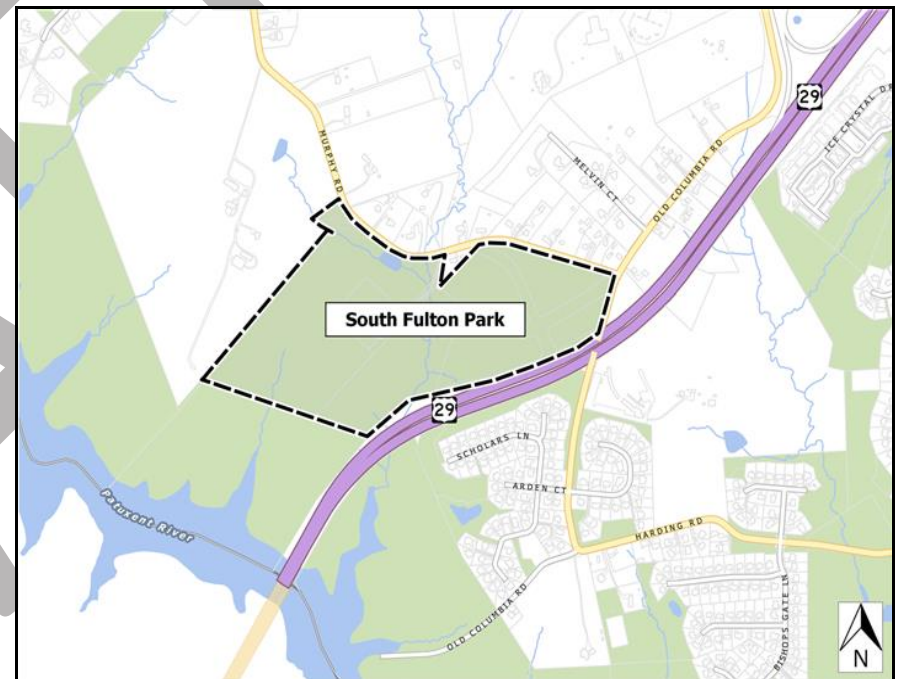 29
ICE CRYSTAL DR
MURPHY RD
MELVIN CT
OLD COLUMBIA RD
South Fulton Park
29
SCHOLARS LN
ARDEN CT
Patuxent River
HARDING RD
OLD COLUMBIA RD
BISHOPS GATE LN
N